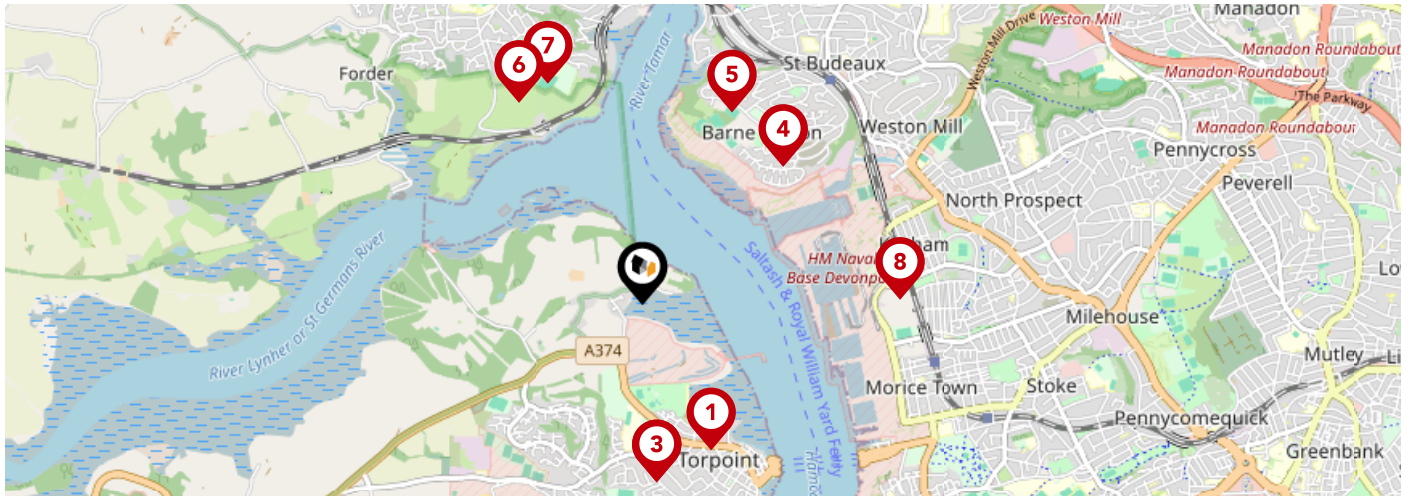 Manadon
Weston Mill
Weston Mill Drive
7
Manadon Roundabout
6
St Budeaux
Forder
5
River Tamar
Manadon Roundabout
The Parkway
4
Weston Mill
Manadon Roundabour
Pennycross
Peverell
North Prospect
HM Naval
Base Devonpo
8
River Lynher or St Germans River
Saltash & Royal William Yard Ferry
Milehouse
A374
Mutley
Morice Town
Stoke
1
Pennycomequick
3
Torpoint
Greenbank